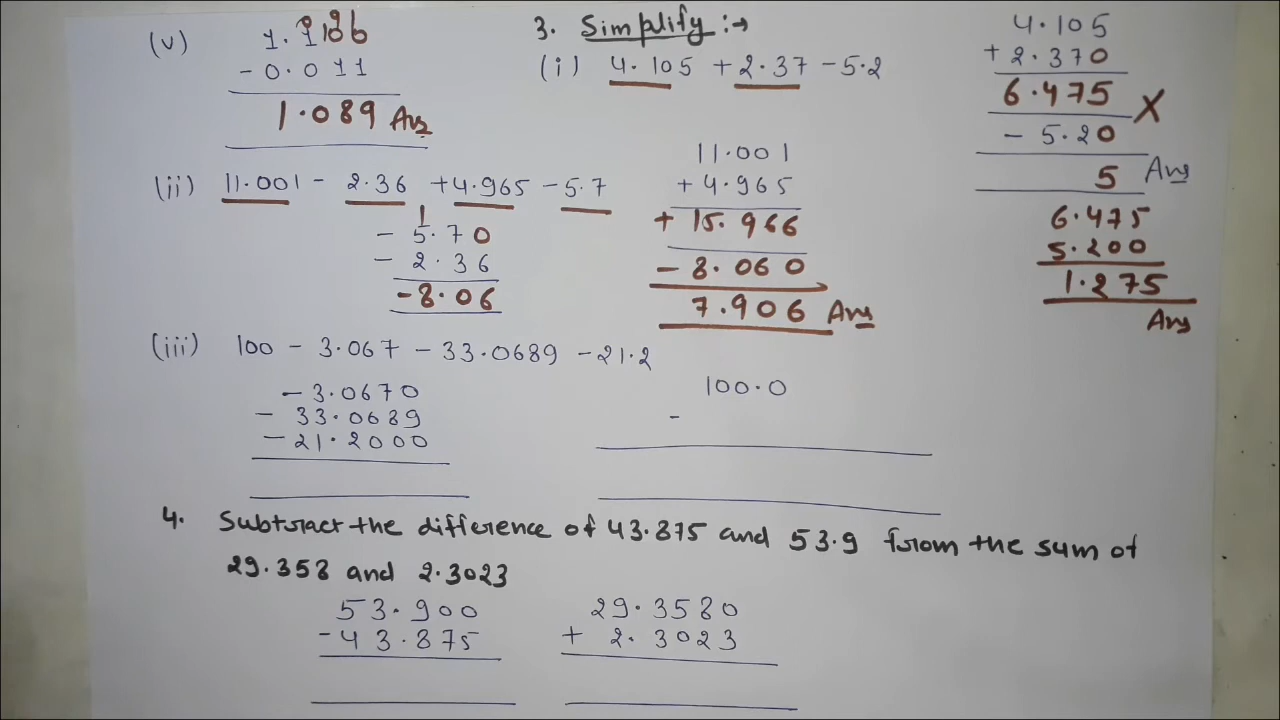 (v) 1.1106
- 0.011
1.089 Ans
3. Simplify :→
(i) 4.105 + 2.37 - 5.2
4.105
+ 2.370
6.475 X
- 5.20
5 Ans
6.475
5.200
1.275
Ans
(ii) 11.001 - 2.36 + 4.965 - 5.7
1
- 5.70
- 2.36
-8.06
11.001
+ 4.965
+ 15.966
- 8.060
7.906 Ans
(iii) 100 - 3.067 - 33.0689 - 21.2
- 3.0670
- 33.0689
- 21.2000
100.0
-
4. Subtract the difference of 43.875 and 53.9 from the sum of
29.358 and 2.3023
53.900
- 43.875
29.3580
+ 2.3023